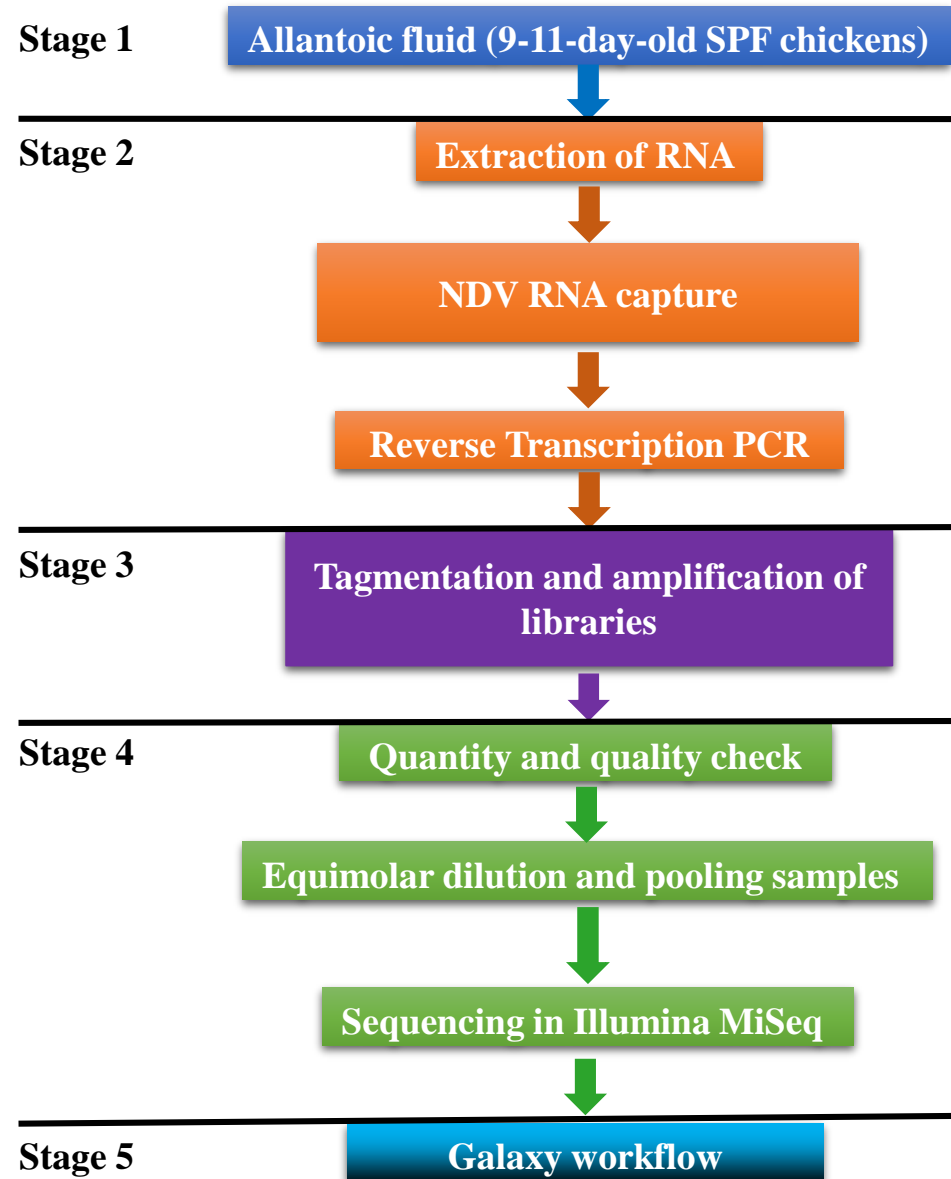 Stage 1
Allantoic fluid (9-11-day-old SPF chickens)
Stage 2
Extraction of RNA
NDV RNA capture
Reverse Transcription PCR
Stage 3
Tagmentation and amplification of
libraries
Stage 4
Quantity and quality check
Equimolar dilution and pooling samples
Sequencing in Illumina MiSeq
Stage 5
Galaxy workflow